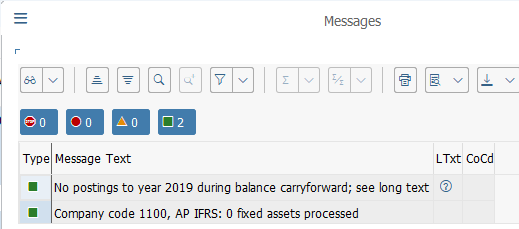 Messages
STOP 0
0
0
2
Type Message Text LTxt CoCd
No postings to year 2019 during balance carryforward; see long text
Company code 1100, AP IFRS: 0 fixed assets processed